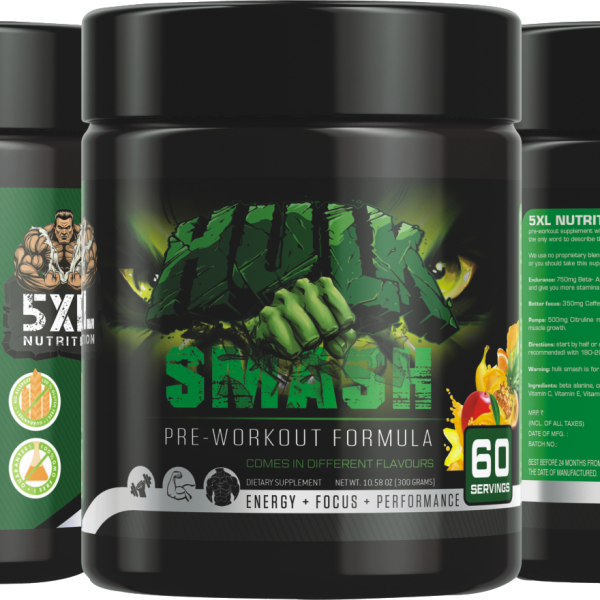 5XL
NUTRITION
HULK
SMASH
PRE-WORKOUT FORMULA
COMES IN DIFFERENT FLAVOURS
DIETARY SUPPLEMENT NET WT. 10.58 OZ (300 GRAMS)
ENERGY + FOCUS + PERFORMANCE
60
SERVINGS
5XL NUTRIT
pre-workout supplement wi
the only word to describe th
We use no proprietary blen
or you should take this sup
Endurance: 750mg Beta- A
and give you more stamina
Better focus: 350mg Caffe
Pumps: 500mg Citrulline m
muscle growth.
Directions: start by half or
recommended) with 180-2
Warning: hulk smash is for
Ingredients: beta alanine, c
Vitamin C, Vitamin E, Vitam
MRP ₹
(INCL. OF ALL TAXES)
DATE OF MFG. :
BATCH NO.:
BEST BEFORE 24 MONTHS FROM
THE DATE OF MANUFACTURED.